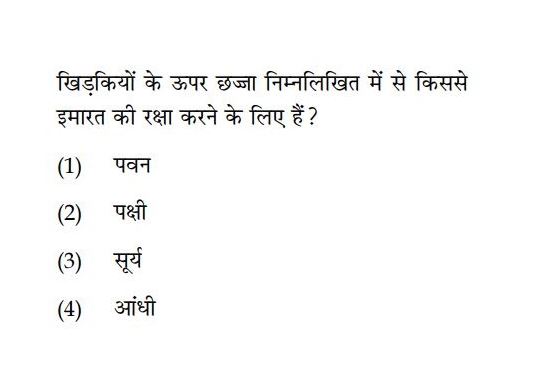 खिड़कियों के ऊपर छज्जा निम्नलिखित में से किससे
इमारत की रक्षा करने के लिए हैं?
(1) पवन
(2) पक्षी
(3) सूर्य
(4) आंधी